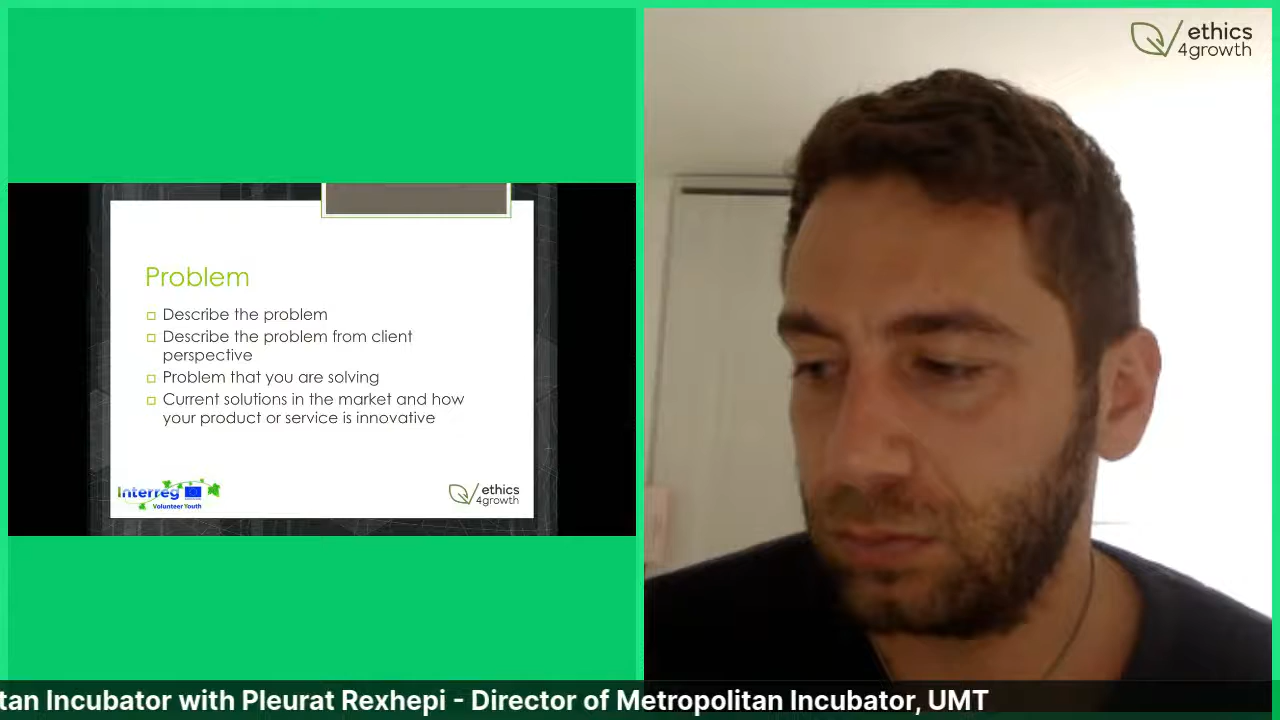 Problem
Describe the problem
Describe the problem from client
perspective
Problem that you are solving
Current solutions in the market and how
your product or service is innovative
Interreg
Volunteer Youth
ethics
4growth
ethics
4growth
tan Incubator with Pleurat Rexhepi - Director of Metropolitan Incubator, UMT